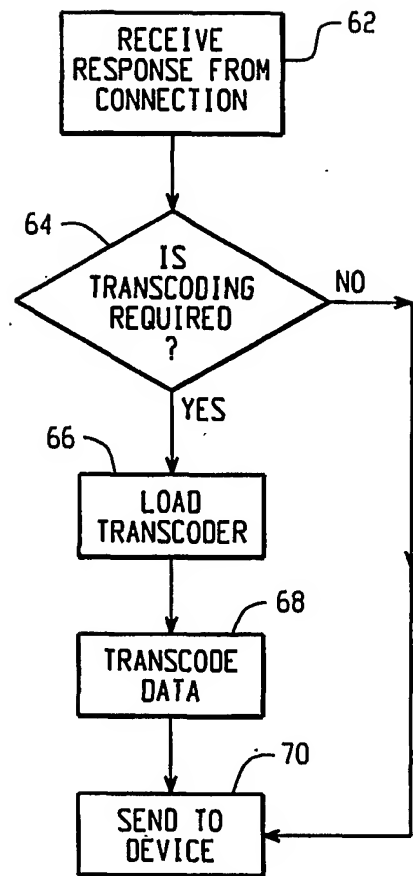 RECEIVE
RESPONSE FROM
CONNECTION
62
64
IS
TRANSCODING
REQUIRED
?
NO
YES
66
LOAD
TRANSCODER
68
TRANSCODE
DATA
70
SEND TO
DEVICE